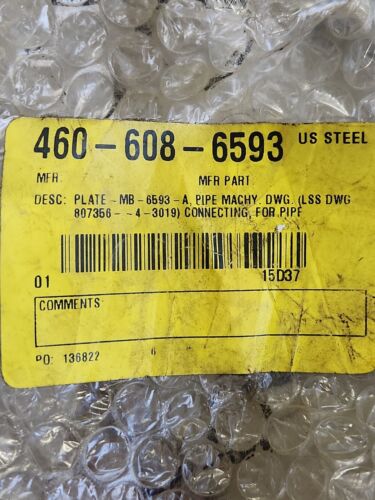 460-608-6593 US STEEL
MFR MFR PART
DESC: PLATE-MB-6593-A, PIPE MACHY. DWG. (LSS DWG
807356--4-3019) CONNECTING, FOR PIPE
01 15D37
COMMENTS:
PO: 136822 6